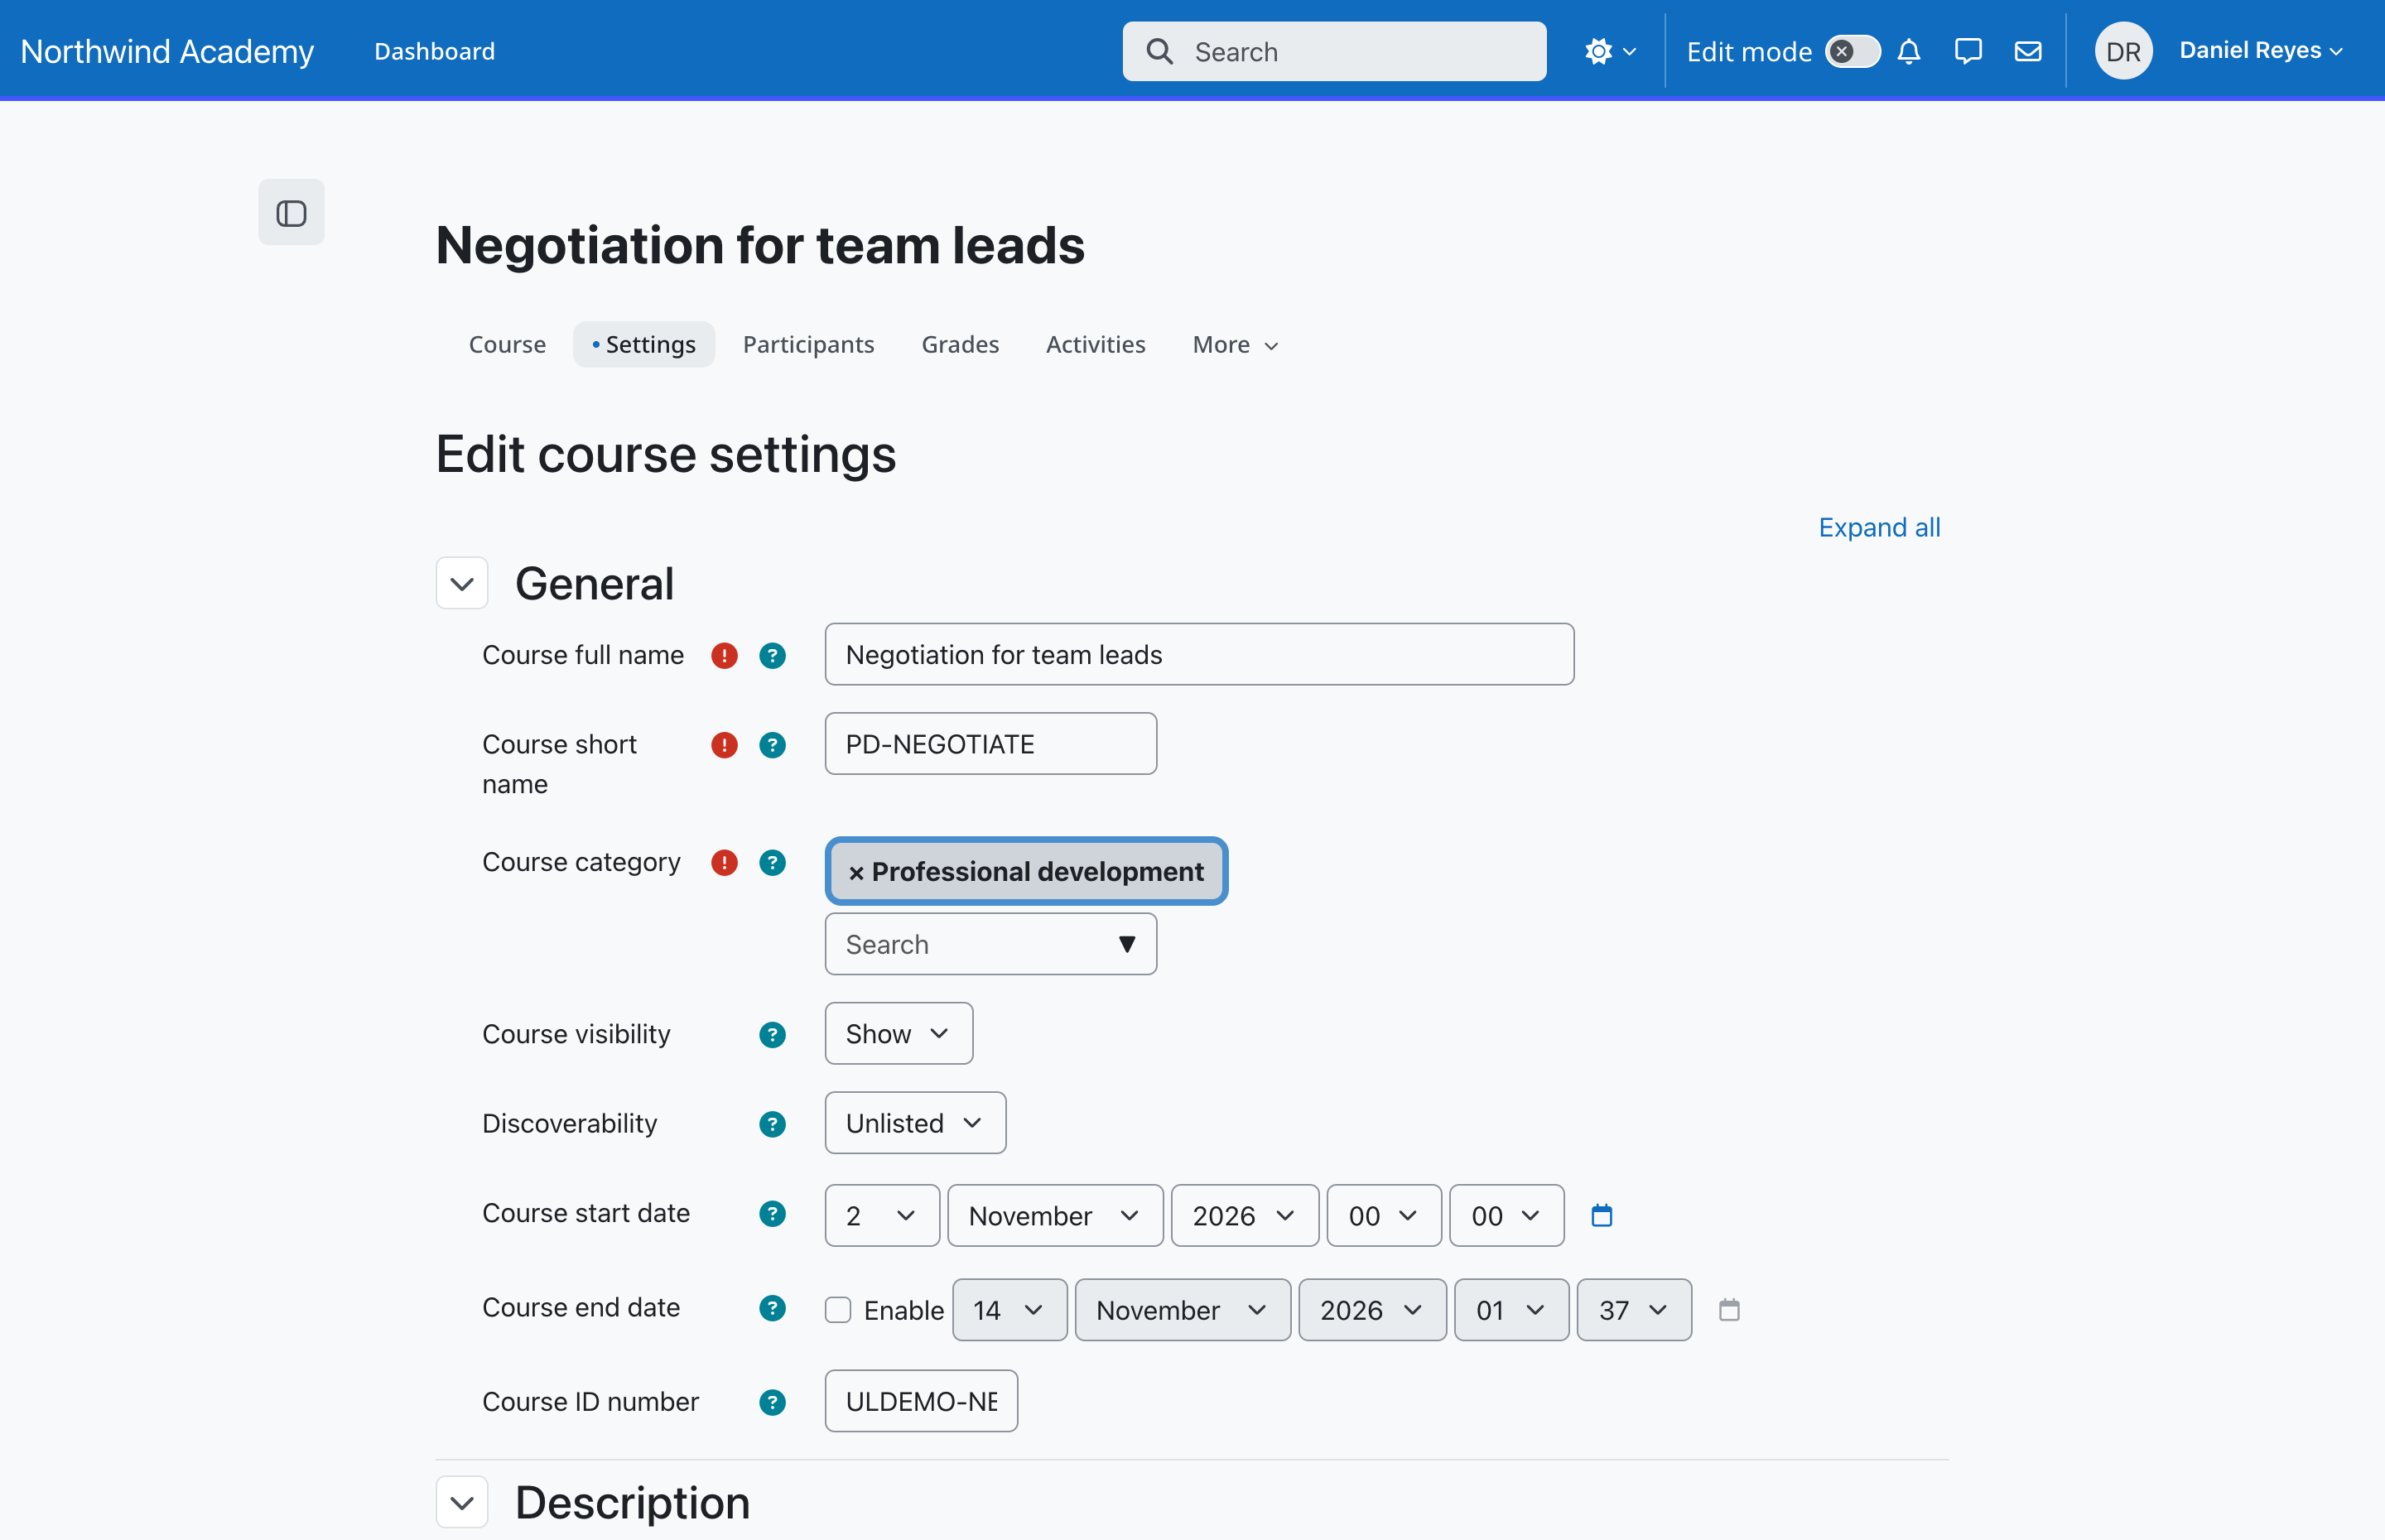 Northwind Academy Dashboard Search Edit mode DR Daniel Reyes
Negotiation for team leads
Course Settings Participants Grades Activities More
Edit course settings
Expand all
General
Course full name Negotiation for team leads
Course short name PD-NEGOTIATE
Course category × Professional development
Search
Course visibility Show
Discoverability Unlisted
Course start date 2 November 2026 00 00
Course end date Enable 14 November 2026 01 37
Course ID number ULDEMO-NE
Description